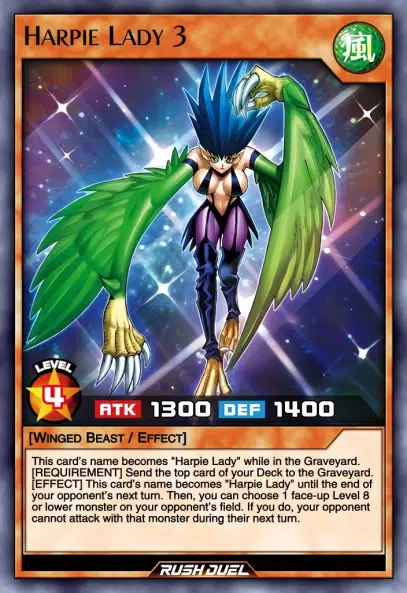 HARPIE LADY 3
風
LEVEL
4
ATK 1300 DEF 1400
[WINGED BEAST / EFFECT]
This card's name becomes "Harpie Lady" while in the Graveyard.
[REQUIREMENT] Send the top card of your Deck to the Graveyard.
[EFFECT] This card's name becomes "Harpie Lady" until the end of
your opponent's next turn. Then, you can choose 1 face-up Level 8
or lower monster on your opponent's field. If you do, your opponent
cannot attack with that monster during their next turn.
RUSH DUEL